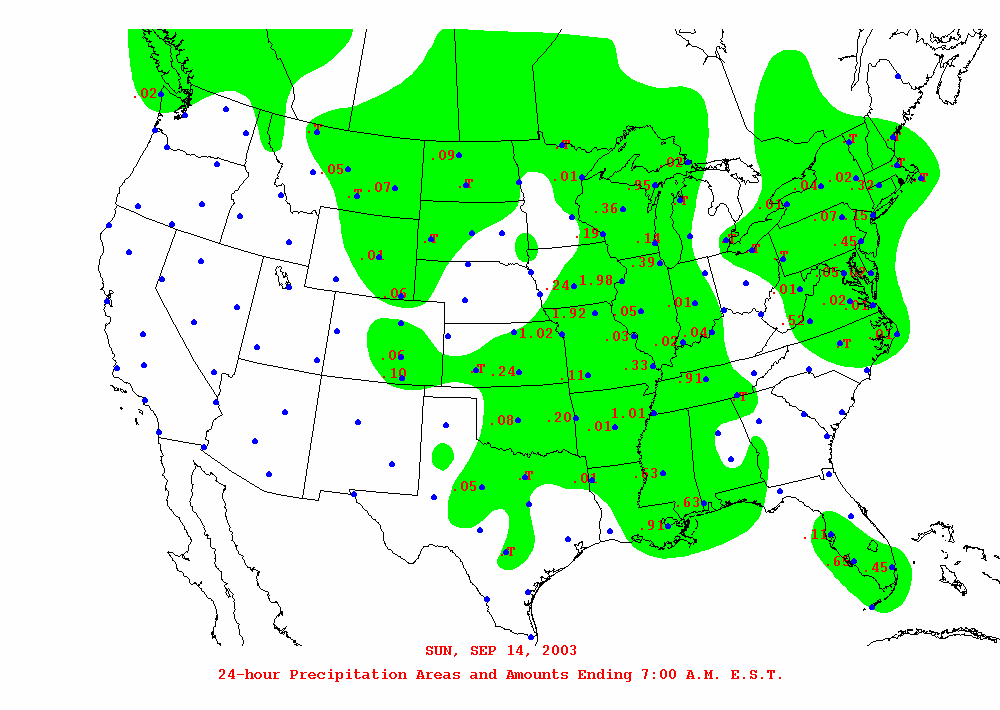 .02
.T
.09
.T
.T
.T
.02
.T
.05
.T
.07
.T
.01
.95
.T
.04
.02
.32
.T
.36
.01
.07
.15
.T
.19
.14
.T
.T
.45
.01
.39
.T
.05
.06
.24
1.98
.01
.01
.02
.01
1.92
.05
.52
1.02
.03
.02
.04
.T
.01
.06
.10
.T
.24
.11
.33
.91
.T
.08
.20
.01
1.01
.05
.T
.01
.53
.63
.91
.11
.T
.45
SUN, SEP 14, 2003
24-hour Precipitation Areas and Amounts Ending 7:00 A.M. E.S.T.